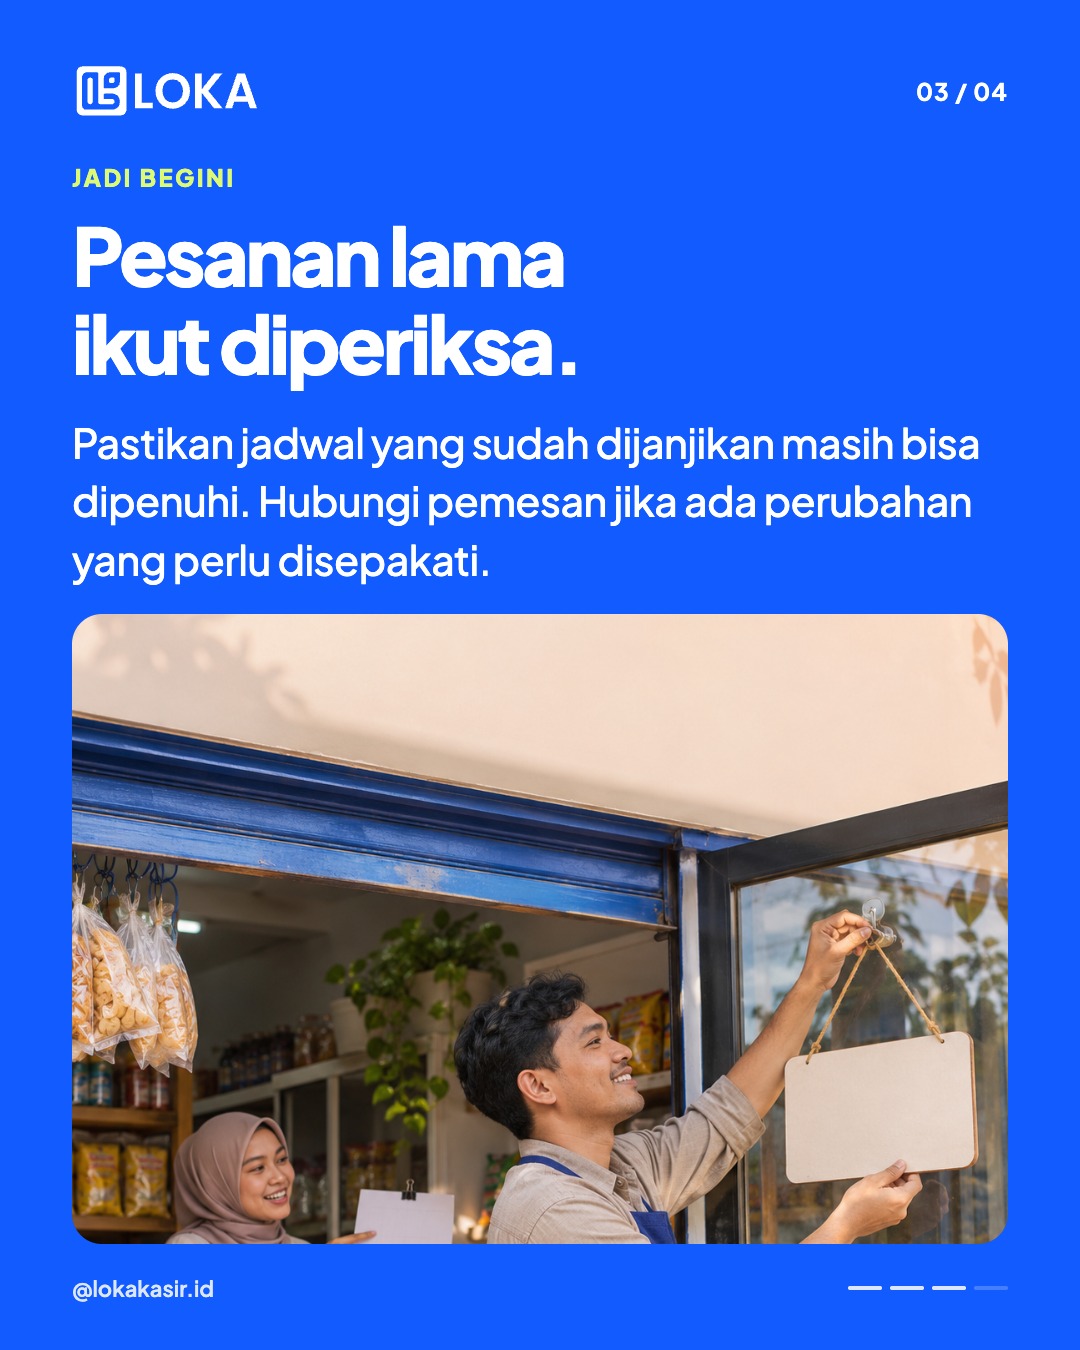 LOKA
03 / 04
JADI BEGINI
Pesanan lama
ikut diperiksa.
Pastikan jadwal yang sudah dijanjikan masih bisa
dipenuhi. Hubungi pemesan jika ada perubahan
yang perlu disepakati.
@lokakasir.id